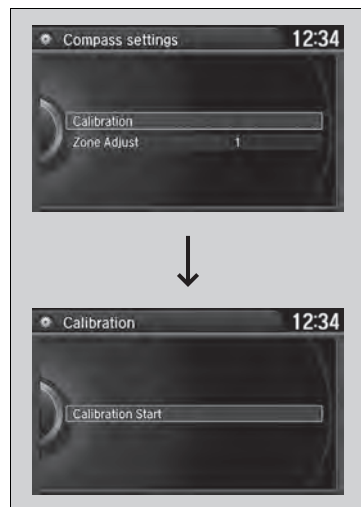 Compass settings 12:34
Calibration
Zone Adjust 1
Calibration 12:34
Calibration Start